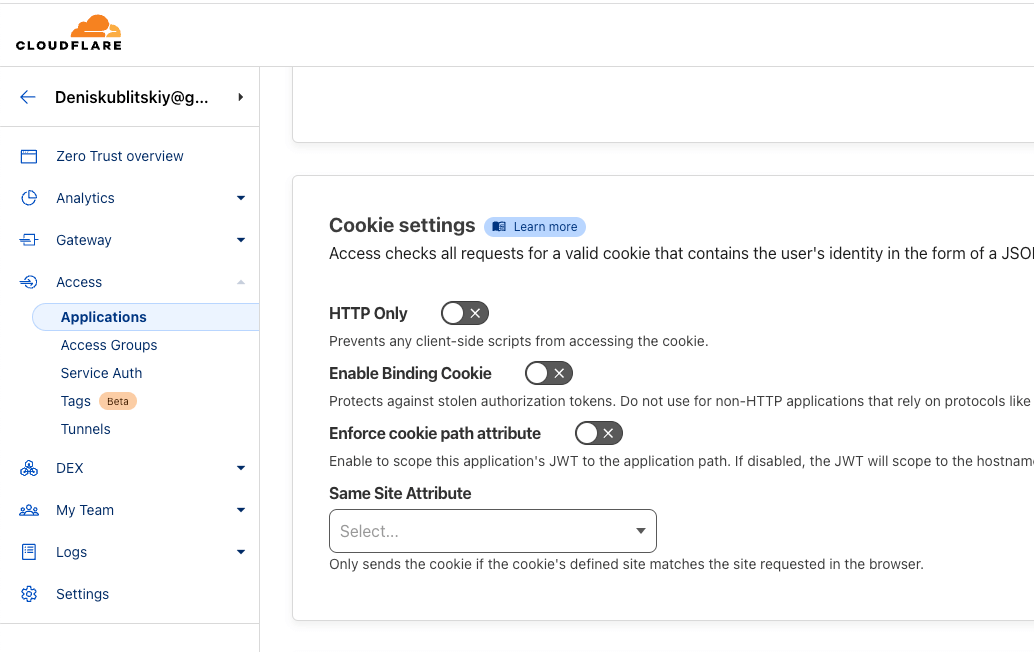 CLOUDFLARE
Deniskublitskiy@g...
Zero Trust overview
Analytics
Gateway
Access
Applications
Access Groups
Service Auth
Tags Beta
Tunnels
DEX
My Team
Logs
Settings
Cookie settings Learn more
Access checks all requests for a valid cookie that contains the user's identity in the form of a JSO
HTTP Only
Prevents any client-side scripts from accessing the cookie.
Enable Binding Cookie
Protects against stolen authorization tokens. Do not use for non-HTTP applications that rely on protocols like
Enforce cookie path attribute
Enable to scope this application's JWT to the application path. If disabled, the JWT will scope to the hostnam
Same Site Attribute
Select...
Only sends the cookie if the cookie's defined site matches the site requested in the browser.